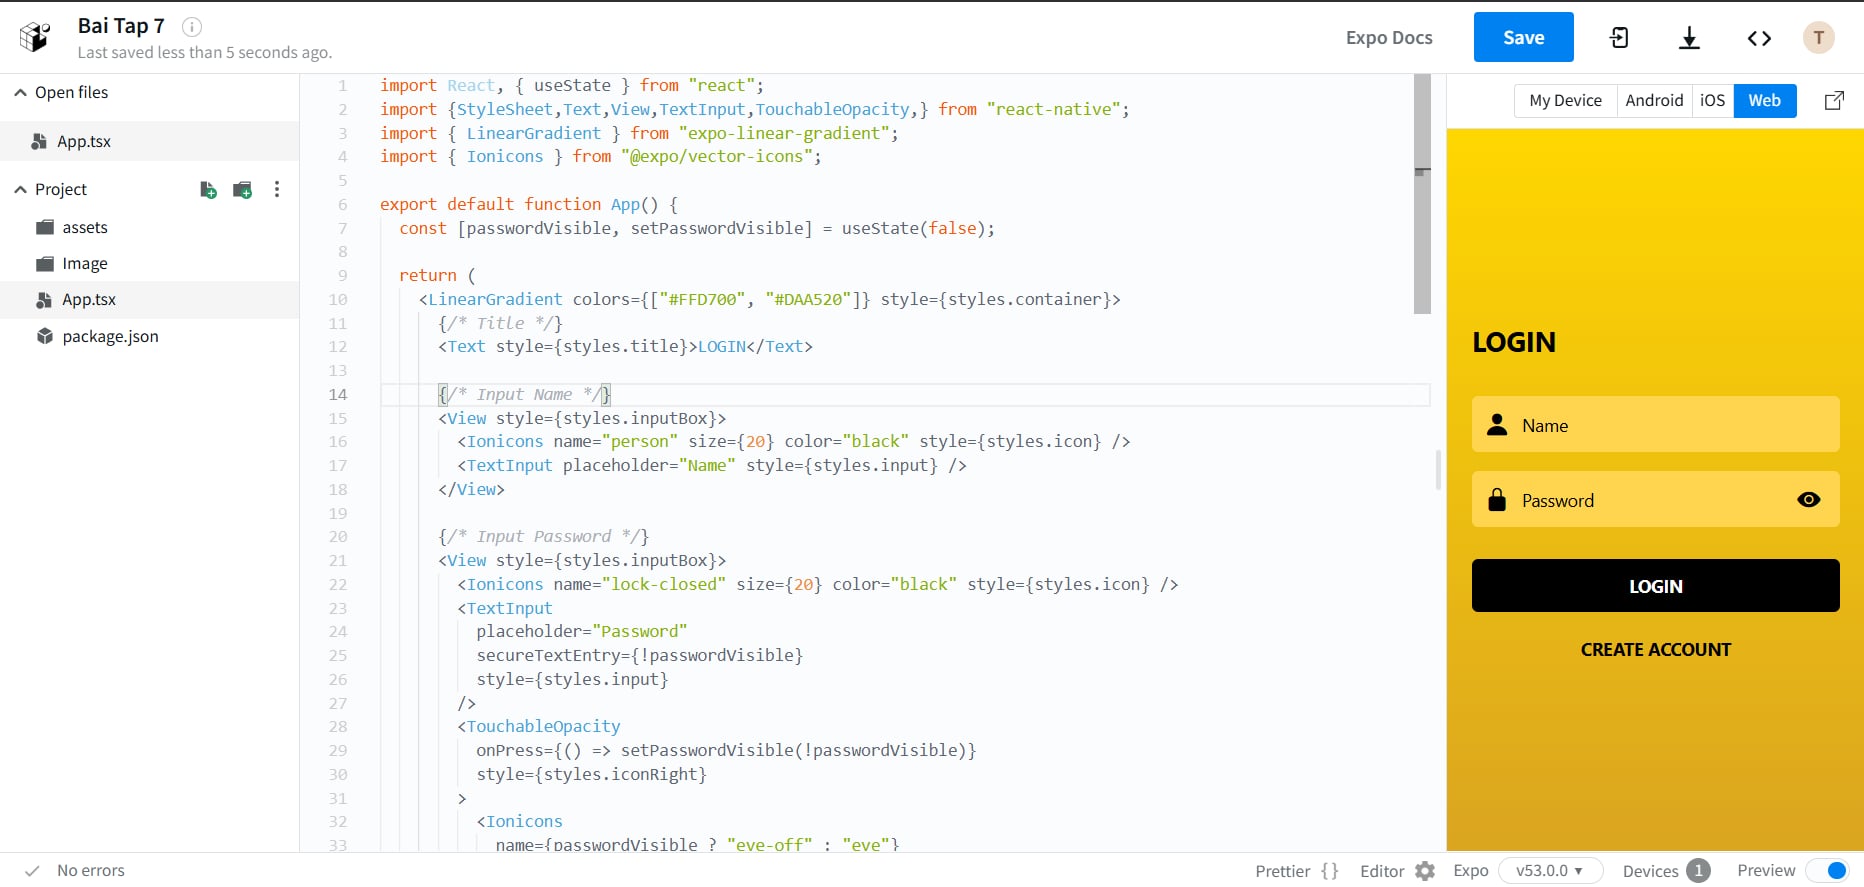 Bai Tap 7
Last saved less than 5 seconds ago.
Expo Docs
Save
T
Open files
App.tsx
Project
assets
Image
App.tsx
package.json
1 import React, { useState } from "react";
2 import {StyleSheet,Text,View,TextInput,TouchableOpacity,} from "react-native";
3 import { LinearGradient } from "expo-linear-gradient";
4 import { Ionicons } from "@expo/vector-icons";
5
6 export default function App() {
7 const [passwordVisible, setPasswordVisible] = useState(false);
8
9 return (
10 <LinearGradient colors={["#FFD700", "#DAA520"]} style={styles.container}>
11 {/* Title */}
12 <Text style={styles.title}>LOGIN</Text>
13
14 {/* Input Name */}
15 <View style={styles.inputBox}>
16 <Ionicons name="person" size={20} color="black" style={styles.icon} />
17 <TextInput placeholder="Name" style={styles.input} />
18 </View>
19
20 {/* Input Password */}
21 <View style={styles.inputBox}>
22 <Ionicons name="lock-closed" size={20} color="black" style={styles.icon} />
23 <TextInput
24 placeholder="Password"
25 secureTextEntry={!passwordVisible}
26 style={styles.input}
27 />
28 <TouchableOpacity
29 onPress={() => setPasswordVisible(!passwordVisible)}
30 style={styles.iconRight}
31 >
32 <Ionicons
33 name={passwordVisible ? "eye-off" : "eye"}
My Device Android iOS Web
LOGIN
Name
Password
LOGIN
CREATE ACCOUNT
No errors
Prettier {} Editor Expo v53.0.0 Devices 1 Preview